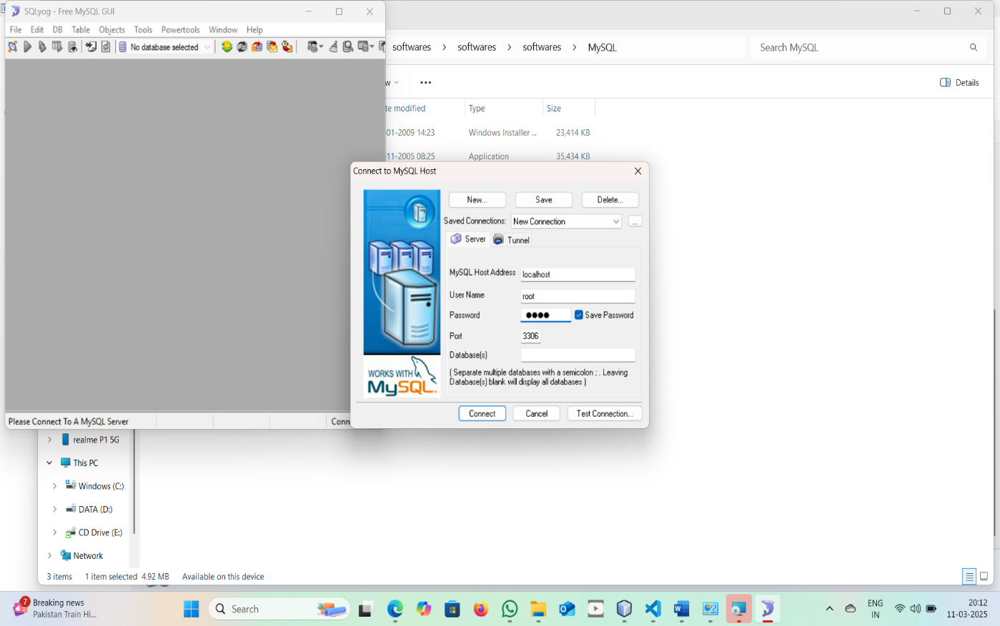 SQLyog - Free MySQL GUI
File Edit DB Table Objects Tools Powertools Window Help
No database selected
Please Connect To A MySQL Server
Conn
softwares > softwares > softwares > MySQL
Search MySQL
w
Details
te modified Type Size
-01-2009 14:23 Windows Installer ... 23,414 KB
-11-2005 08:25 Application 35,434 KB
Connect to MySQL Host
New... Save Delete...
Saved Connections: New Connection ...
Server Tunnel
MySQL Host Address localhost
User Name root
Password ●●●● Save Password
Port 3306
Database(s)
( Separate multiple databases with a semicolon ; . Leaving
Database(s) blank will display all databases )
WORKS WITH
MySQL
Connect Cancel Test Connection...
realme P1 5G
This PC
Windows (C:)
DATA (D:)
CD Drive (E:)
Network
3 items 1 item selected 4.92 MB Available on this device
7
Breaking news
Pakistan Train Hi...
Search
ENG
IN
20:12
11-03-2025